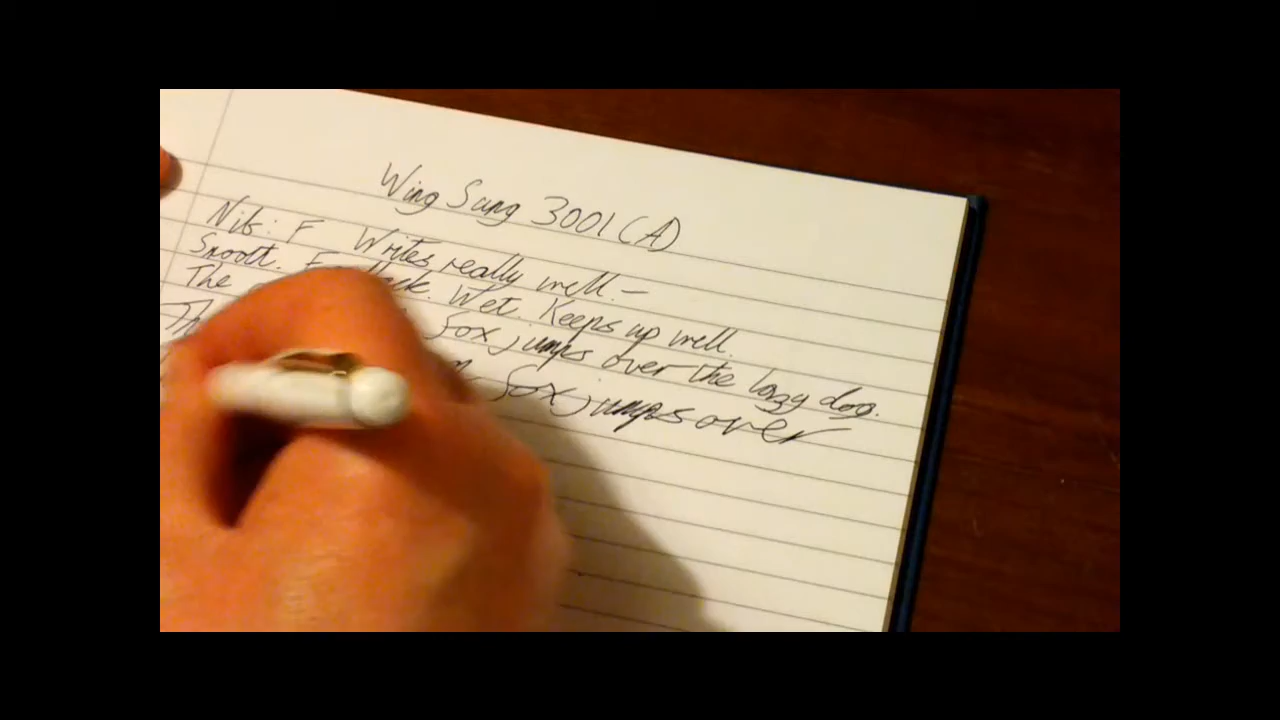 Wing Sung 3001 (A)
Nib: F Writes really well. –
Smooth. Wet. Keeps up well.
The fox jumps over the lazy dog.
fox jumps over